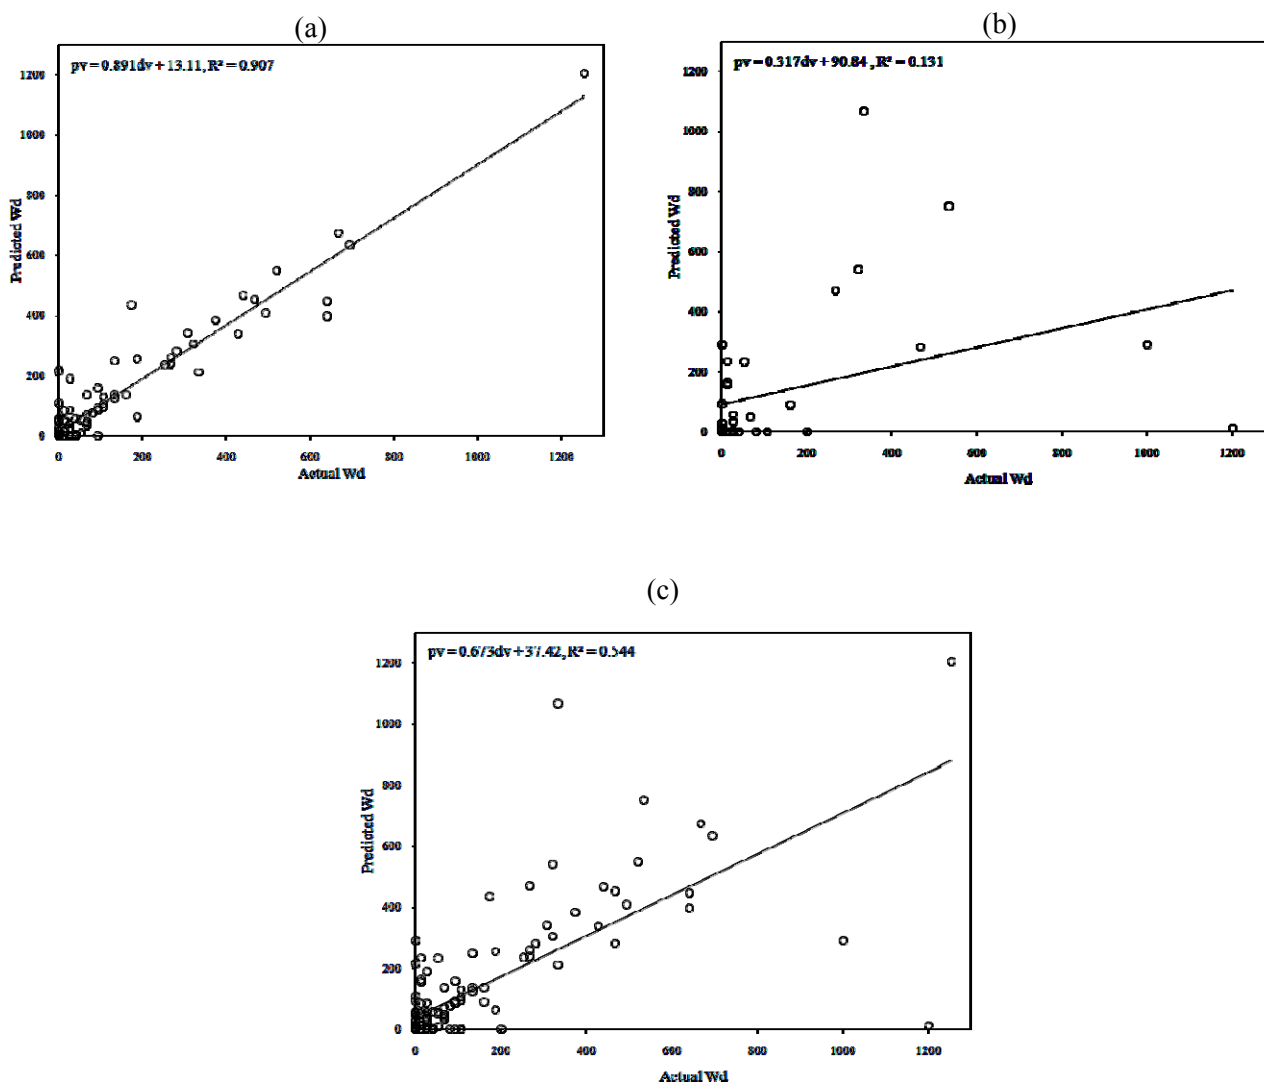 (a)
pv = 0.891dv + 13.11, R² = 0.907
1200
1000
800
600
400
200
0
Predicted Wd
0 200 400 600 800 1000 1200
Actual Wd
(b)
pv = 0.317dv + 90.84 , R² = 0.131
1200
1000
800
600
400
200
0
Predicted Wd
0 200 400 600 800 1000 1200
Actual Wd
(c)
pv = 0.673dv + 37.42, R² = 0.544
1200
1000
800
600
400
200
0
Predicted Wd
0 200 400 600 800 1000 1200
Actual Wd